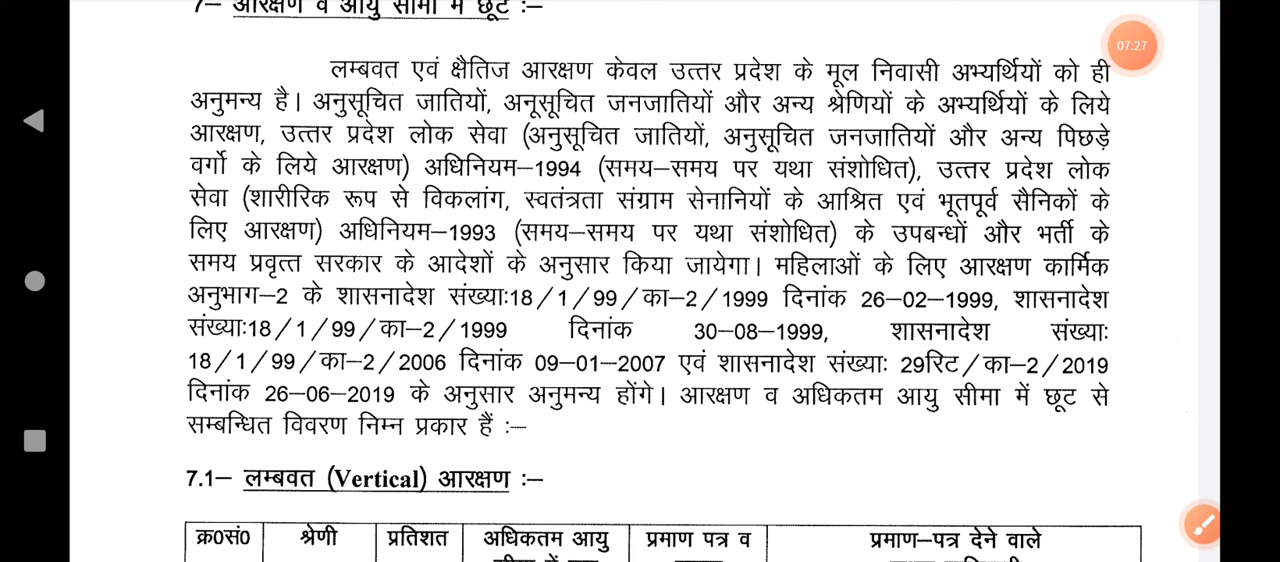 7– आरक्षण व आयु सीमा में छूट :–
07:27
लम्बवत एवं क्षैतिज आरक्षण केवल उत्तर प्रदेश के मूल निवासी अभ्यर्थियों को ही
अनुमन्य है। अनुसूचित जातियों, अनूसूचित जनजातियों और अन्य श्रेणियों के अभ्यर्थियों के लिये
आरक्षण, उत्तर प्रदेश लोक सेवा (अनुसूचित जातियों, अनुसूचित जनजातियों और अन्य पिछड़े
वर्गो के लिये आरक्षण) अधिनियम–1994 (समय–समय पर यथा संशोधित), उत्तर प्रदेश लोक
सेवा (शारीरिक रूप से विकलांग, स्वतंत्रता संग्राम सेनानियों के आश्रित एवं भूतपूर्व सैनिकों के
लिए आरक्षण) अधिनियम–1993 (समय–समय पर यथा संशोधित) के उपबन्धों और भर्ती के
समय प्रवृत्त सरकार के आदेशों के अनुसार किया जायेगा। महिलाओं के लिए आरक्षण कार्मिक
अनुभाग–2 के शासनादेश संख्याः18/1/99/का–2/1999 दिनांक 26–02–1999, शासनादेश
संख्याः18/1/99/का–2/1999 दिनांक 30–08–1999, शासनादेश संख्याः
18/1/99/का–2/2006 दिनांक 09–01–2007 एवं शासनादेश संख्याः 29रिट/का–2/2019
दिनांक 26–06–2019 के अनुसार अनुमन्य होंगे। आरक्षण व अधिकतम आयु सीमा में छूट से
सम्बन्धित विवरण निम्न प्रकार हैं :–
7.1– लम्बवत (Vertical) आरक्षण :–
क्र0सं0 श्रेणी प्रतिशत अधिकतम आयु प्रमाण पत्र व प्रमाण–पत्र देने वाले